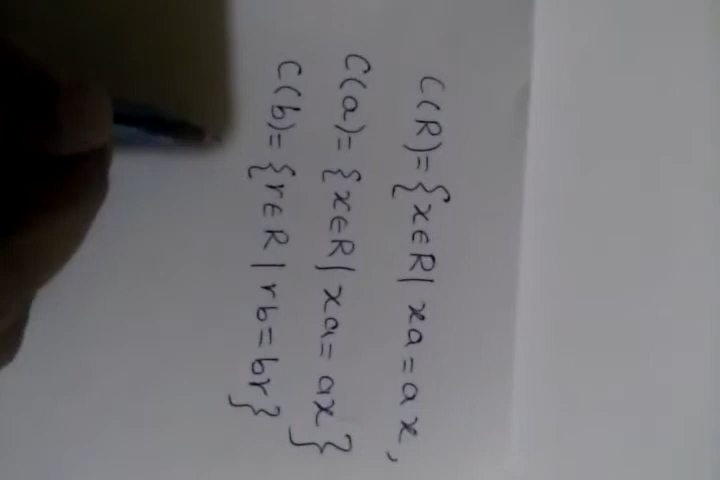 C(R)={x∈R| xa=ax,
C(a)={x∈R| xa=ax}
C(b)={r∈R| rb=br}